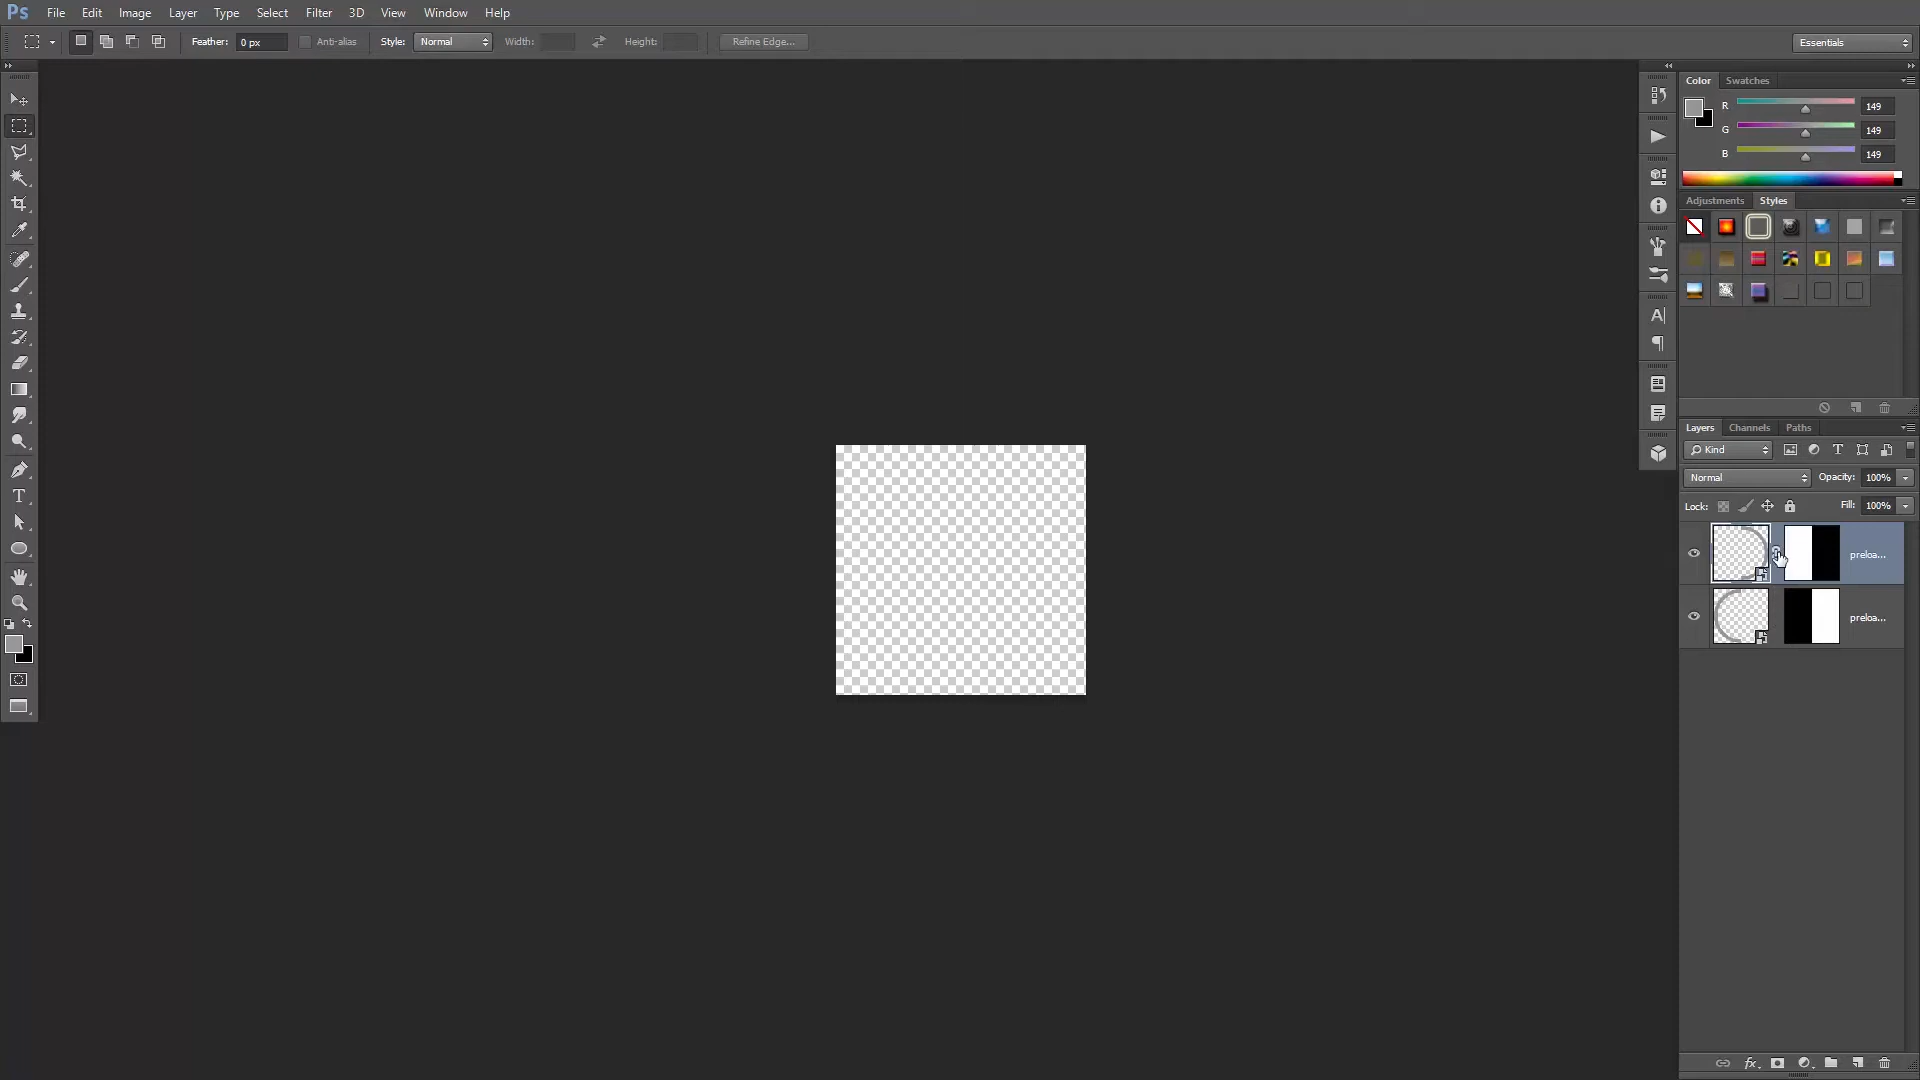 Ps File Edit Image Layer Type Select Filter 3D View Window Help
Feather: 0 px Anti-alias Style: Normal Width: Height: Refine Edge... Essentials
Color Swatches
R 149
G 149
B 149
Adjustments Styles
Layers Channels Paths
Kind
Normal Opacity: 100%
Lock: Fill: 100%
preloa...
preloa...